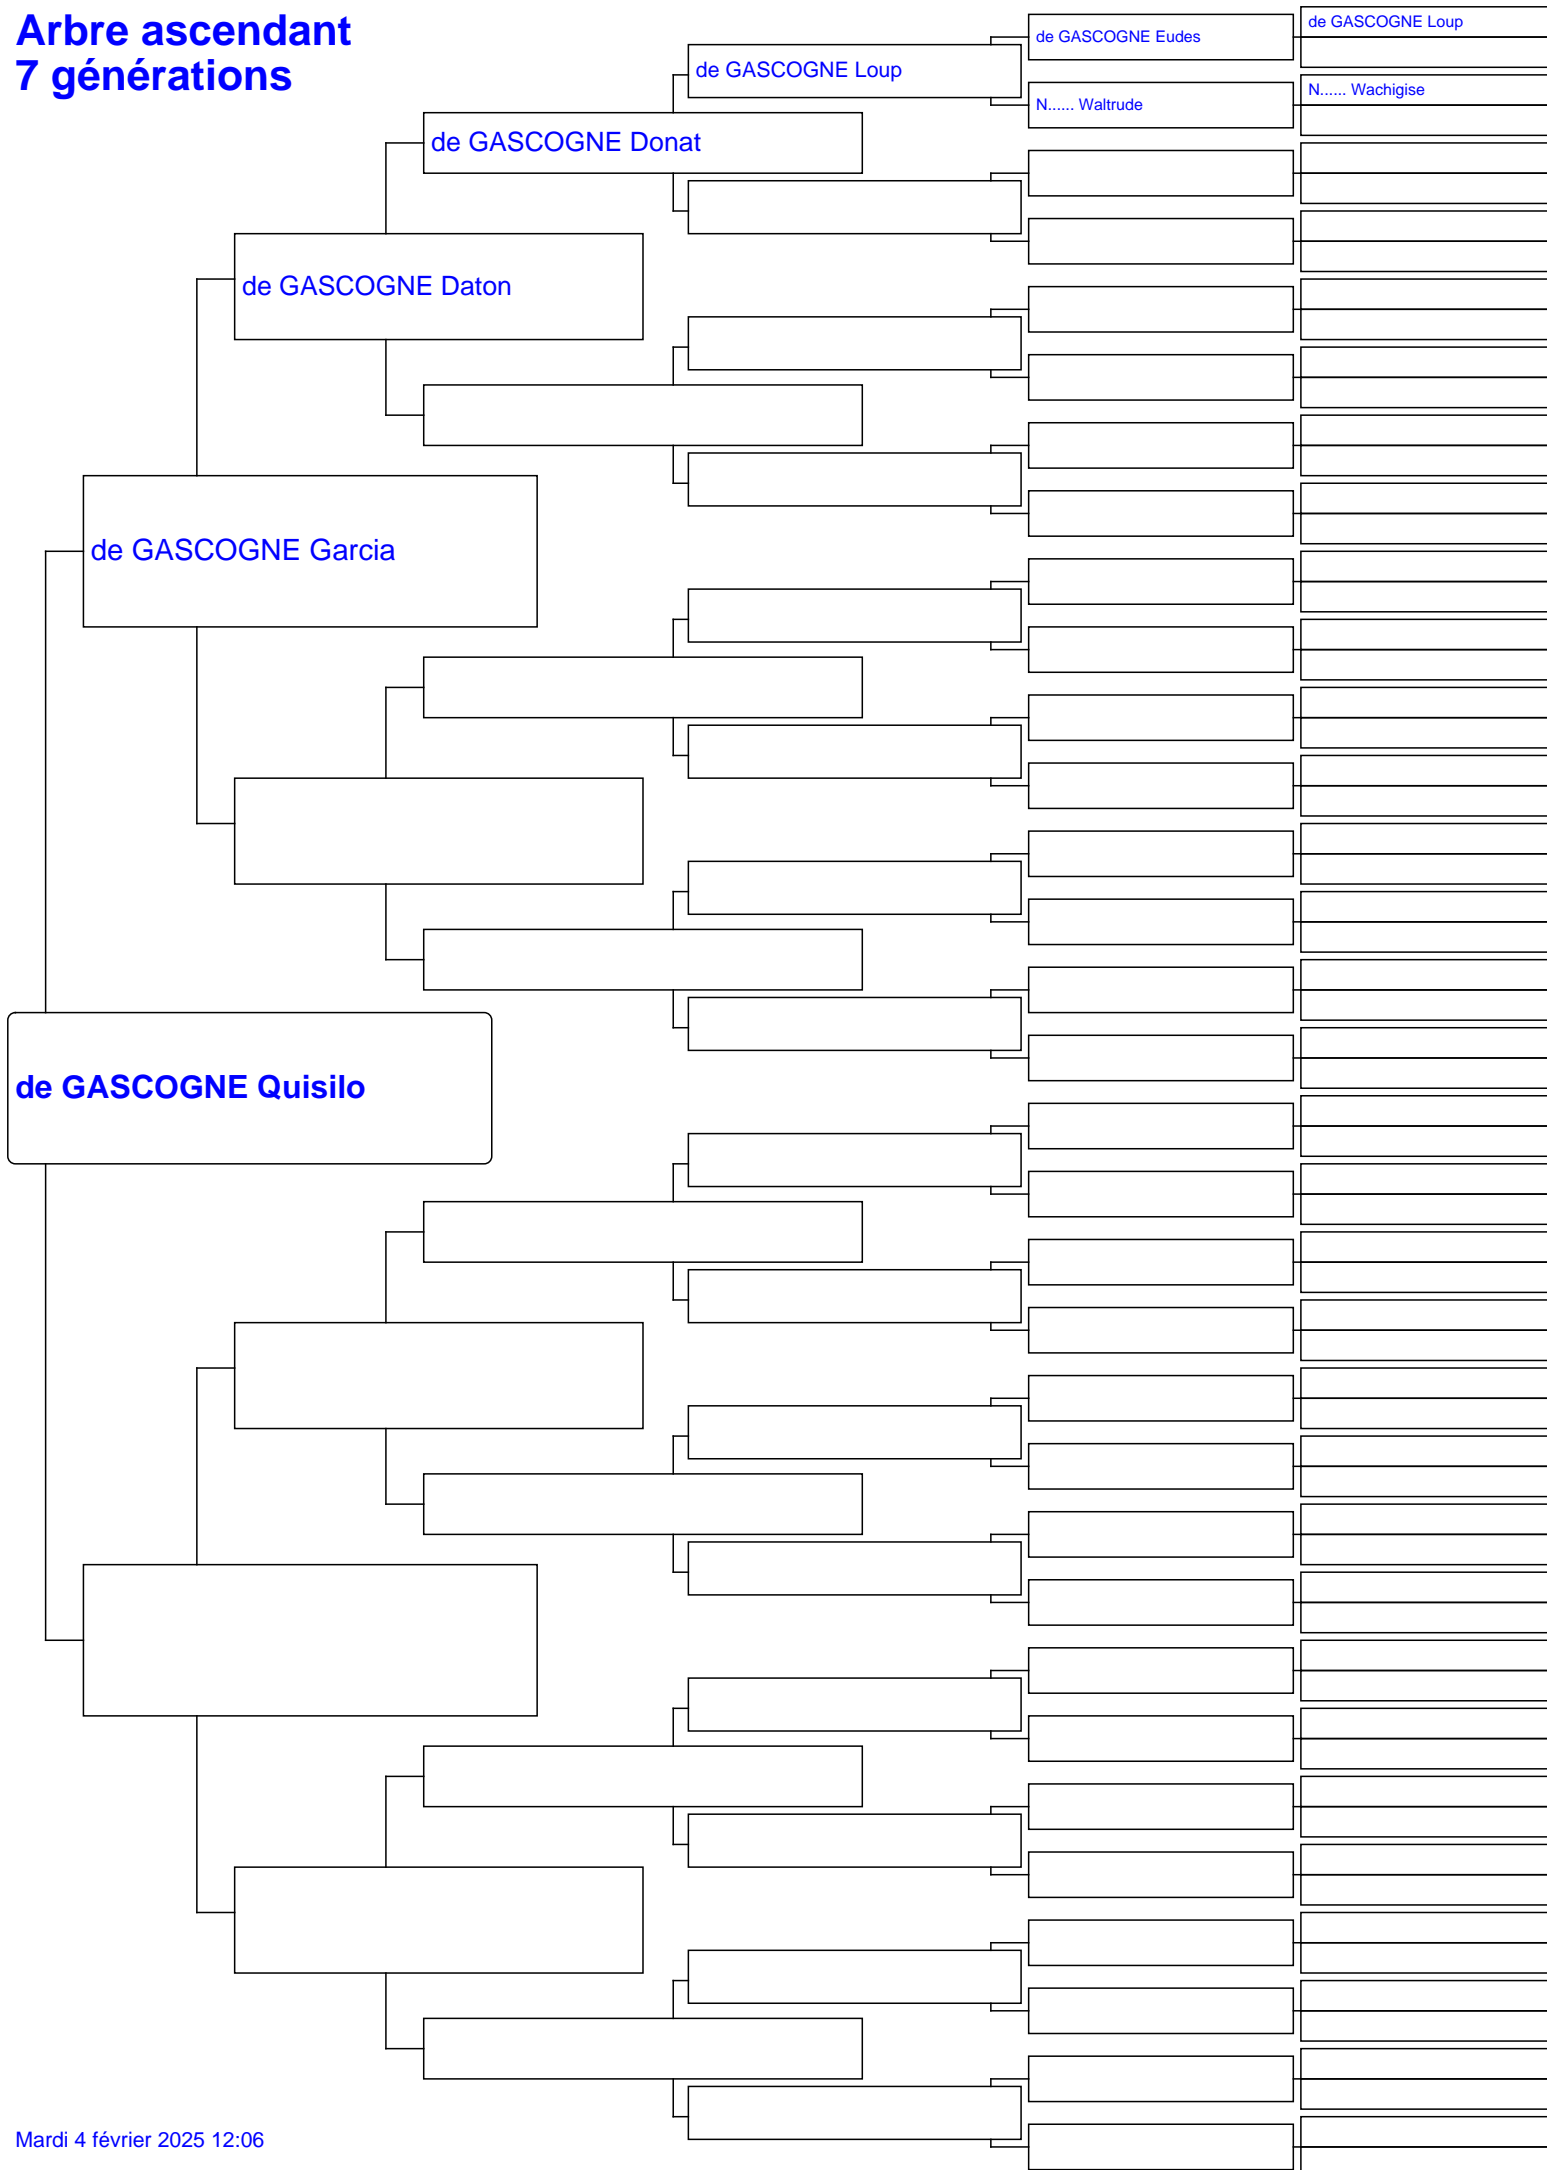 Arbre ascendant
7 générations
de GASCOGNE Loup
de GASCOGNE Eudes
de GASCOGNE Loup
N...... Wachigise
N...... Waltrude
de GASCOGNE Donat
de GASCOGNE Daton
de GASCOGNE Garcia
de GASCOGNE Quisilo
Mardi 4 février 2025 12:06